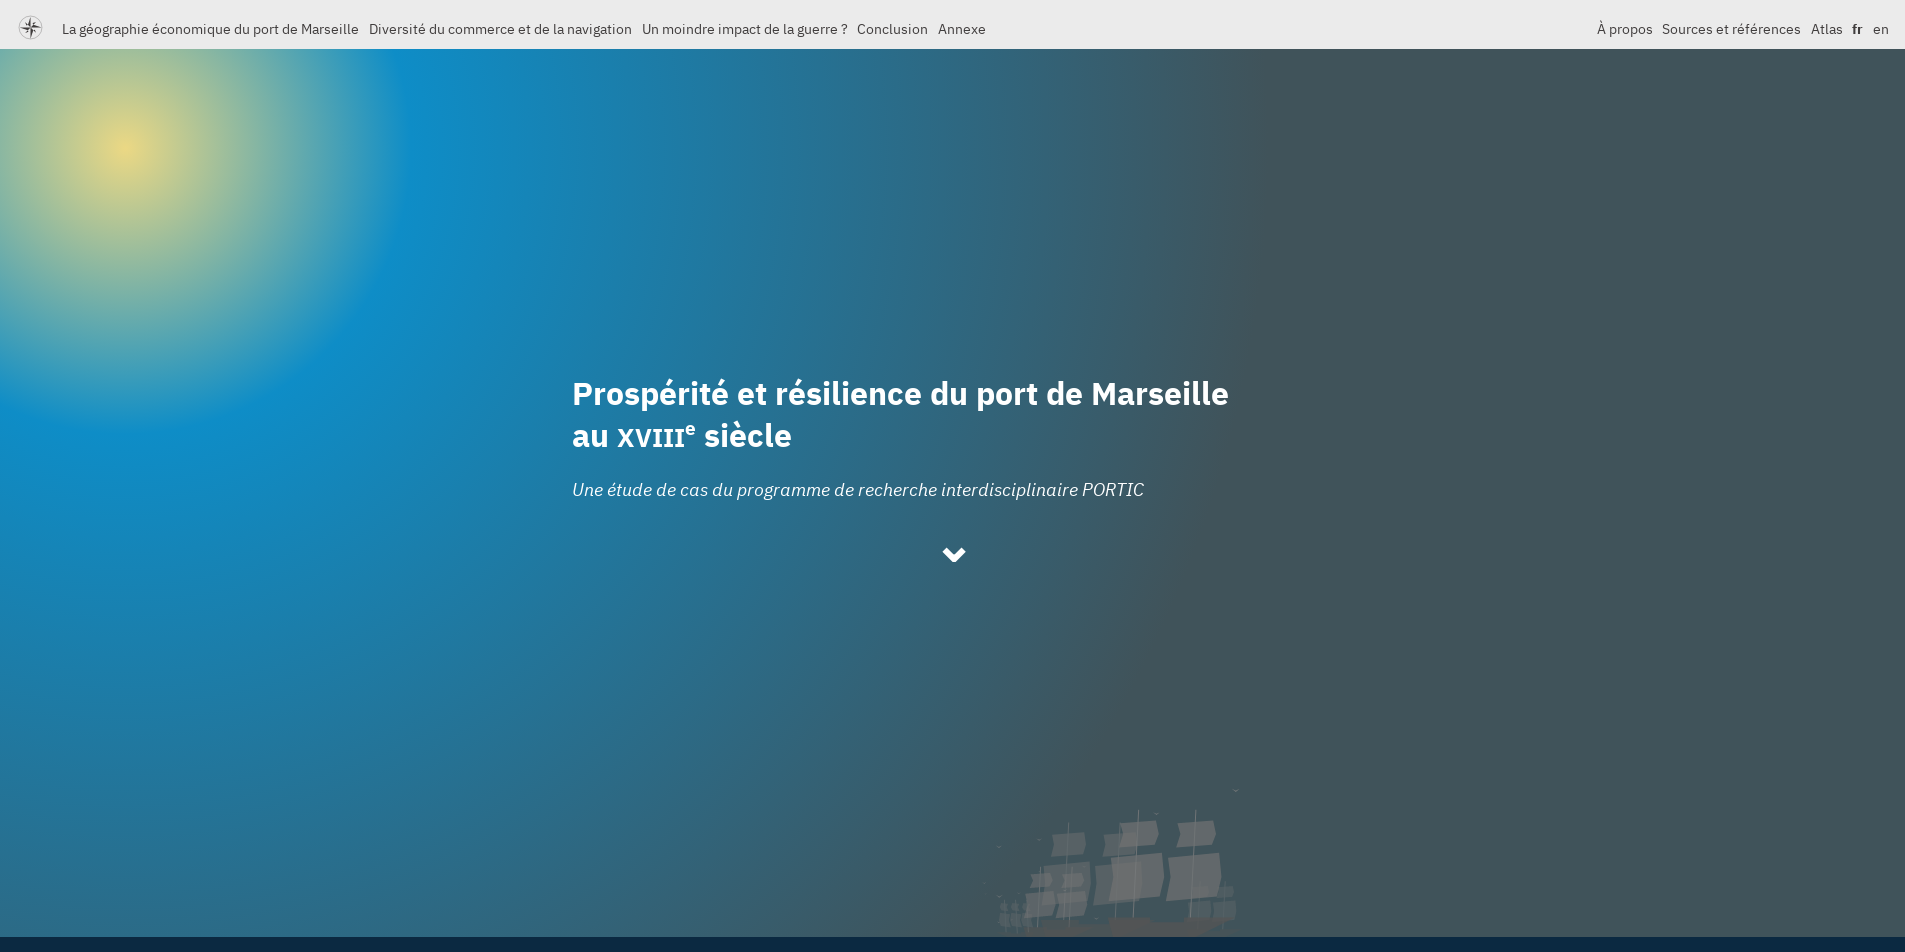 La géographie économique du port de Marseille Diversité du commerce et de la navigation Un moindre impact de la guerre ? Conclusion Annexe À propos Sources et références Atlas fr en
Prospérité et résilience du port de Marseille
au XVIIIe siècle
Une étude de cas du programme de recherche interdisciplinaire PORTIC